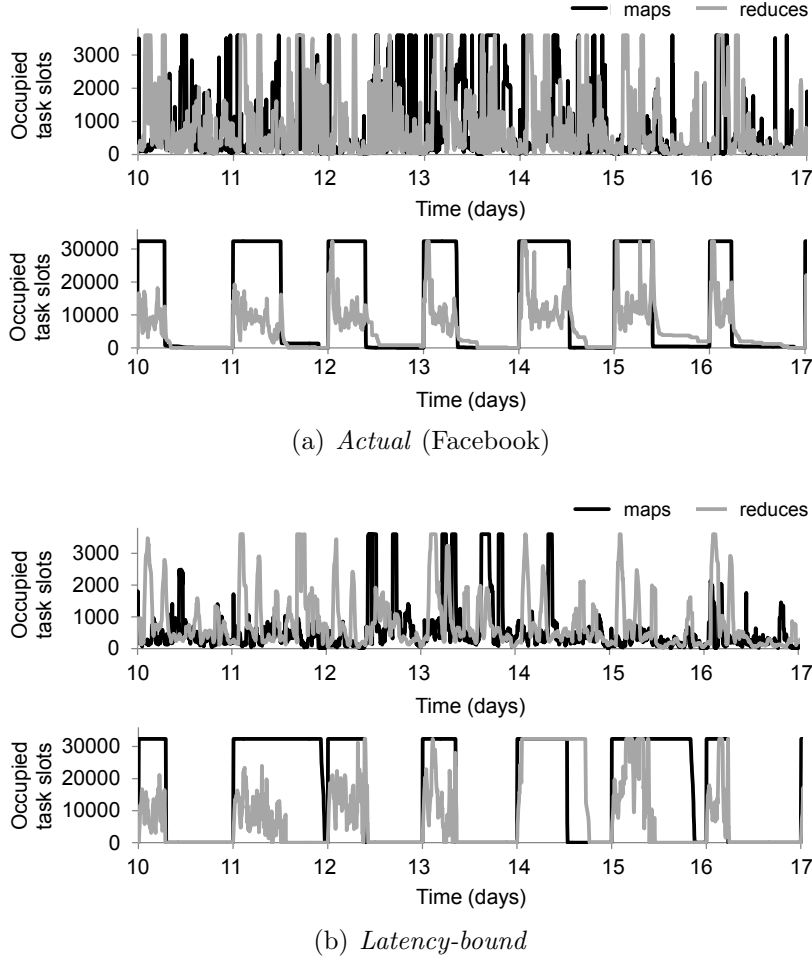 maps reduces
3000
2000
1000
0
Occupied
task slots
10 11 12 13 14 15 16 17
Time (days)
30000
20000
10000
0
Occupied
task slots
10 11 12 13 14 15 16 17
Time (days)
(a) Actual (Facebook)
maps reduces
3000
2000
1000
0
Occupied
task slots
10 11 12 13 14 15 16 17
Time (days)
30000
20000
10000
0
Occupied
task slots
10 11 12 13 14 15 16 17
Time (days)
(b) Latency-bound